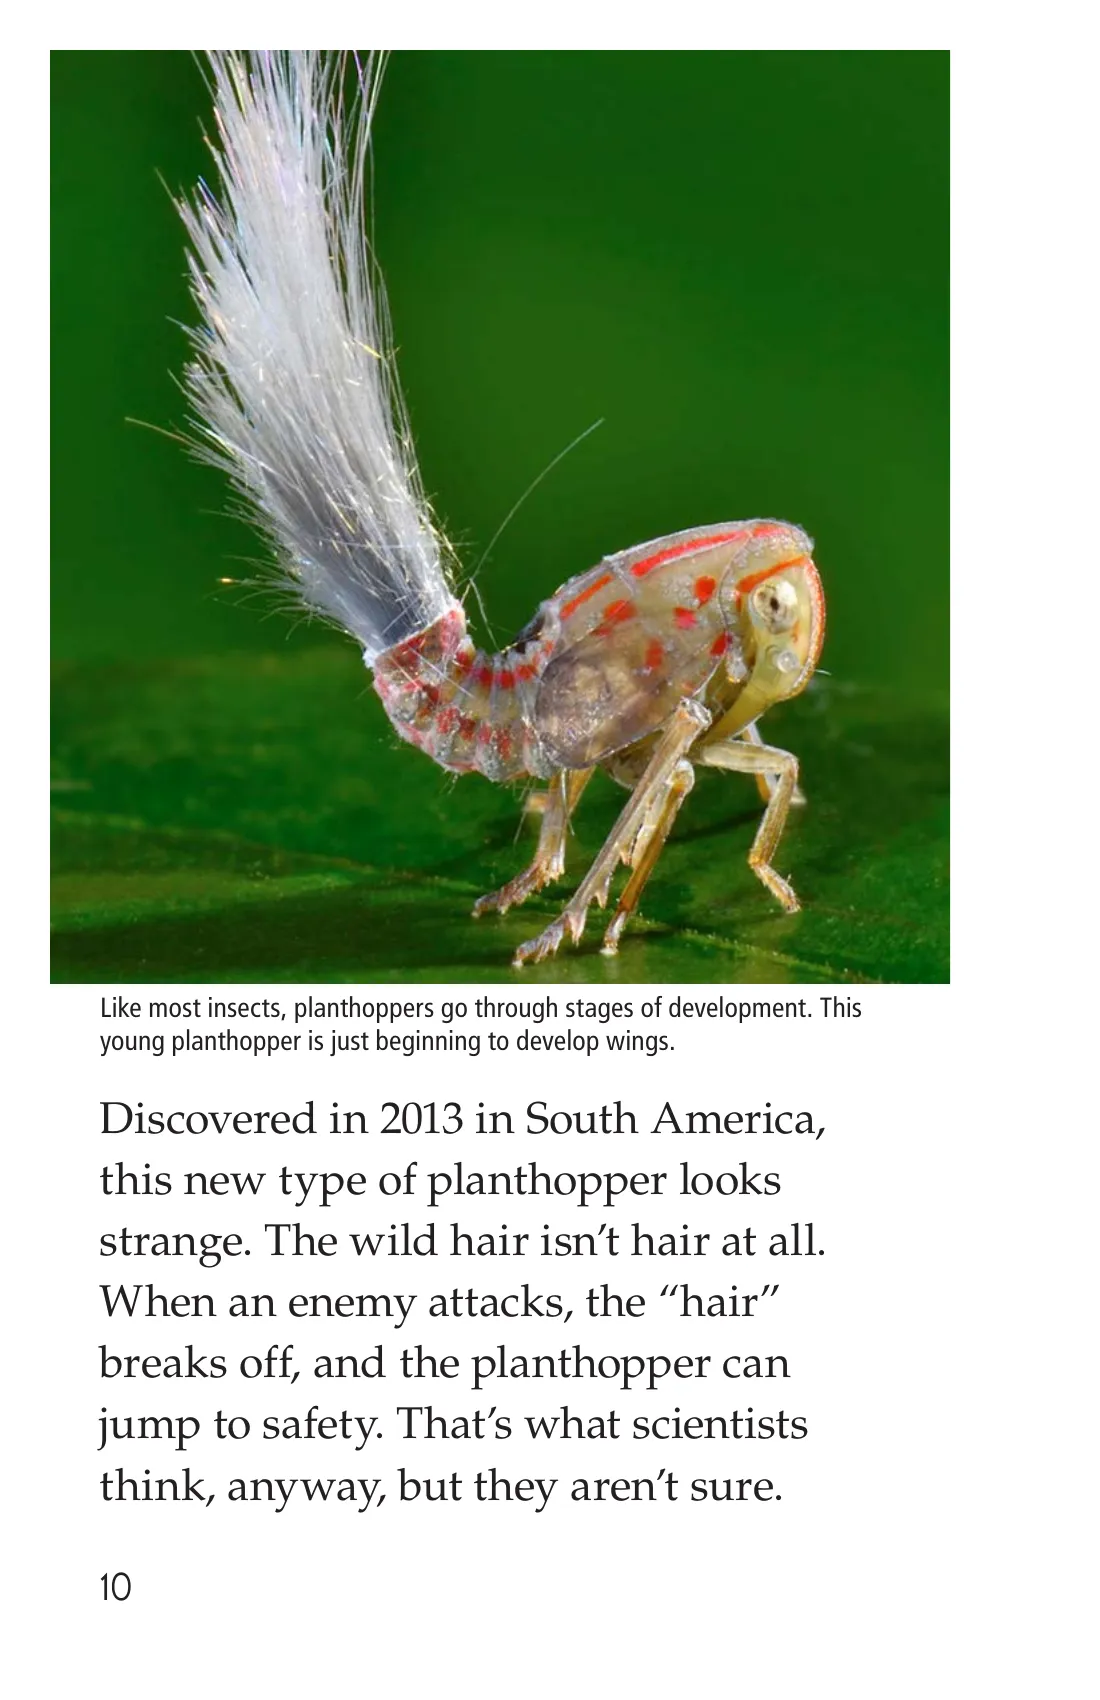 Like most insects, planthoppers go through stages of development. This
young planthopper is just beginning to develop wings.
Discovered in 2013 in South America,
this new type of planthopper looks
strange. The wild hair isn’t hair at all.
When an enemy attacks, the “hair”
breaks off, and the planthopper can
jump to safety. That’s what scientists
think, anyway, but they aren’t sure.
10